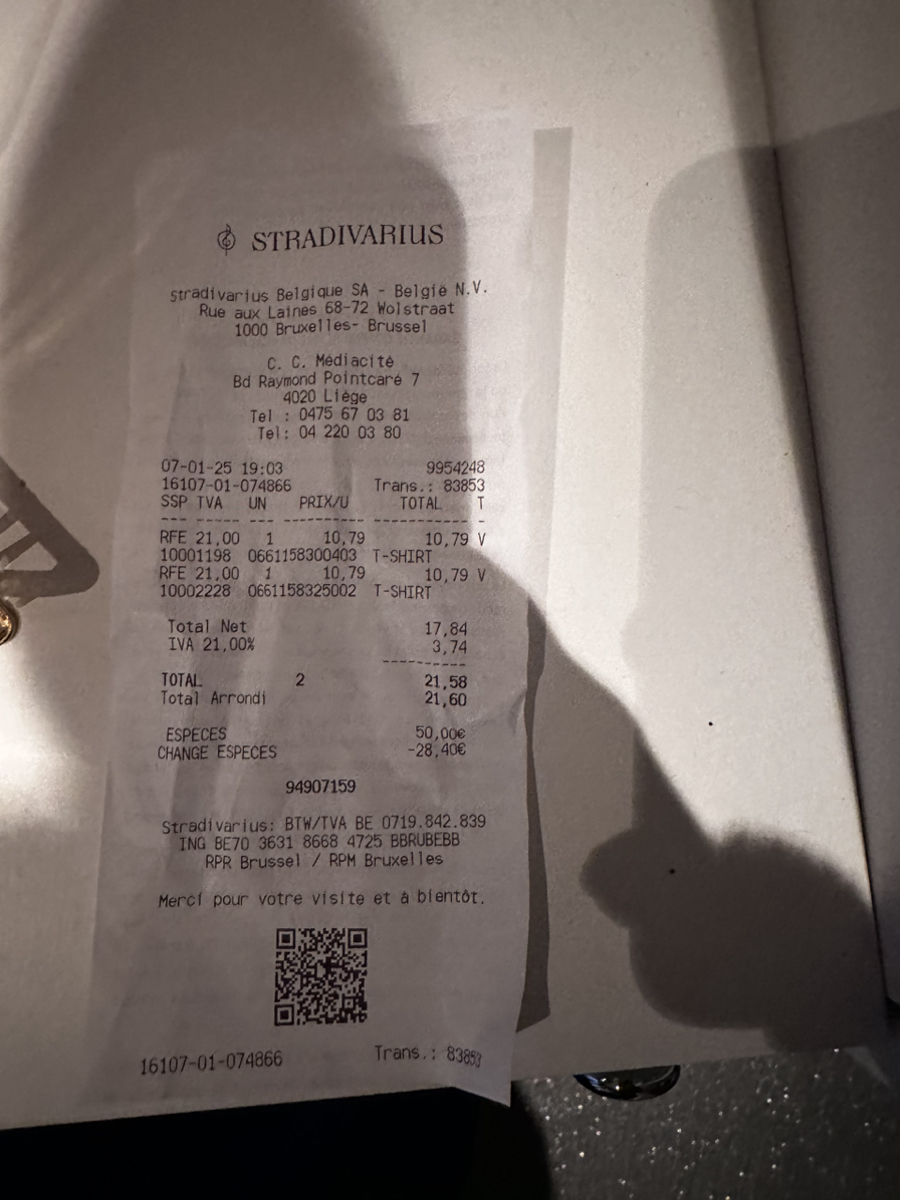 STRADIVARIUS
Stradivarius Belgique SA - België N.V.
Rue aux Laines 68-72 Wolstraat
1000 Bruxelles- Brussel
C. C. Médiacité
Bd Raymond Pointcaré 7
4020 Liège
Tel : 0475 67 03 81
Tel: 04 220 03 80
07-01-25 19:03 9954248
16107-01-074866 Trans.: 83853
SSP TVA UN PRIX/U TOTAL T
--- ----- --- ---------- ----------- -
RFE 21,00 1 10,79 10,79 V
10001198 0661158300403 T-SHIRT
RFE 21,00 1 10,79 10,79 V
10002228 0661158325002 T-SHIRT
Total Net 17,84
IVA 21,00% 3,74
----------
TOTAL 2 21,58
Total Arrondi 21,60
ESPECES 50,00€
CHANGE ESPECES -28,40€
94907159
Stradivarius: BTW/TVA BE 0719.842.839
ING BE70 3631 8668 4725 BBRUBEBB
RPR Brussel / RPM Bruxelles
Merci pour votre visite et à bientôt.
16107-01-074866 Trans.: 83853